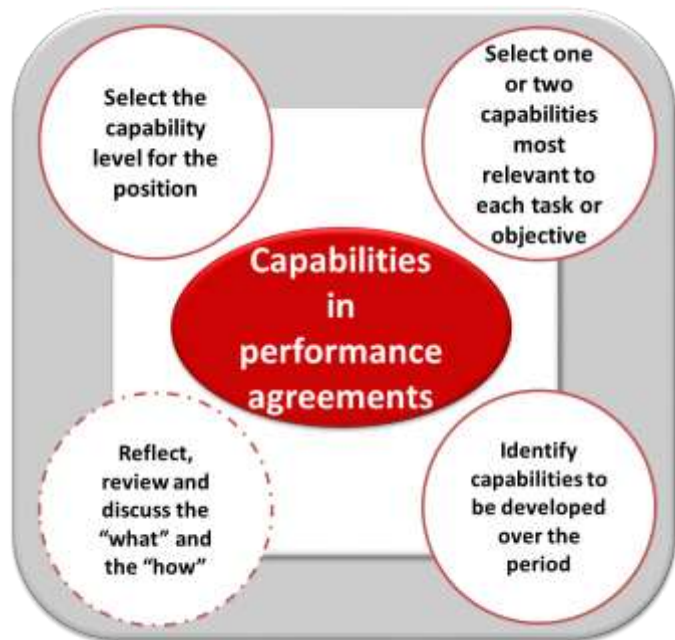 Select the
capability
level for the
position
Select one
or two
capabilities
most
relevant to
each task or
objective
Capabilities
in
performance
agreements
Reflect,
review and
discuss the
“what” and
the “how”
Identify
capabilities to
be developed
over the
period